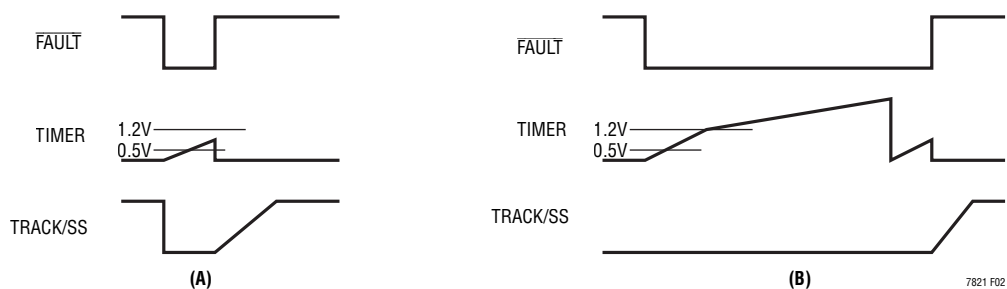 FAULT
TIMER
1.2V
0.5V
TRACK/SS
(A)
FAULT
TIMER
1.2V
0.5V
TRACK/SS
(B)
7821 F02